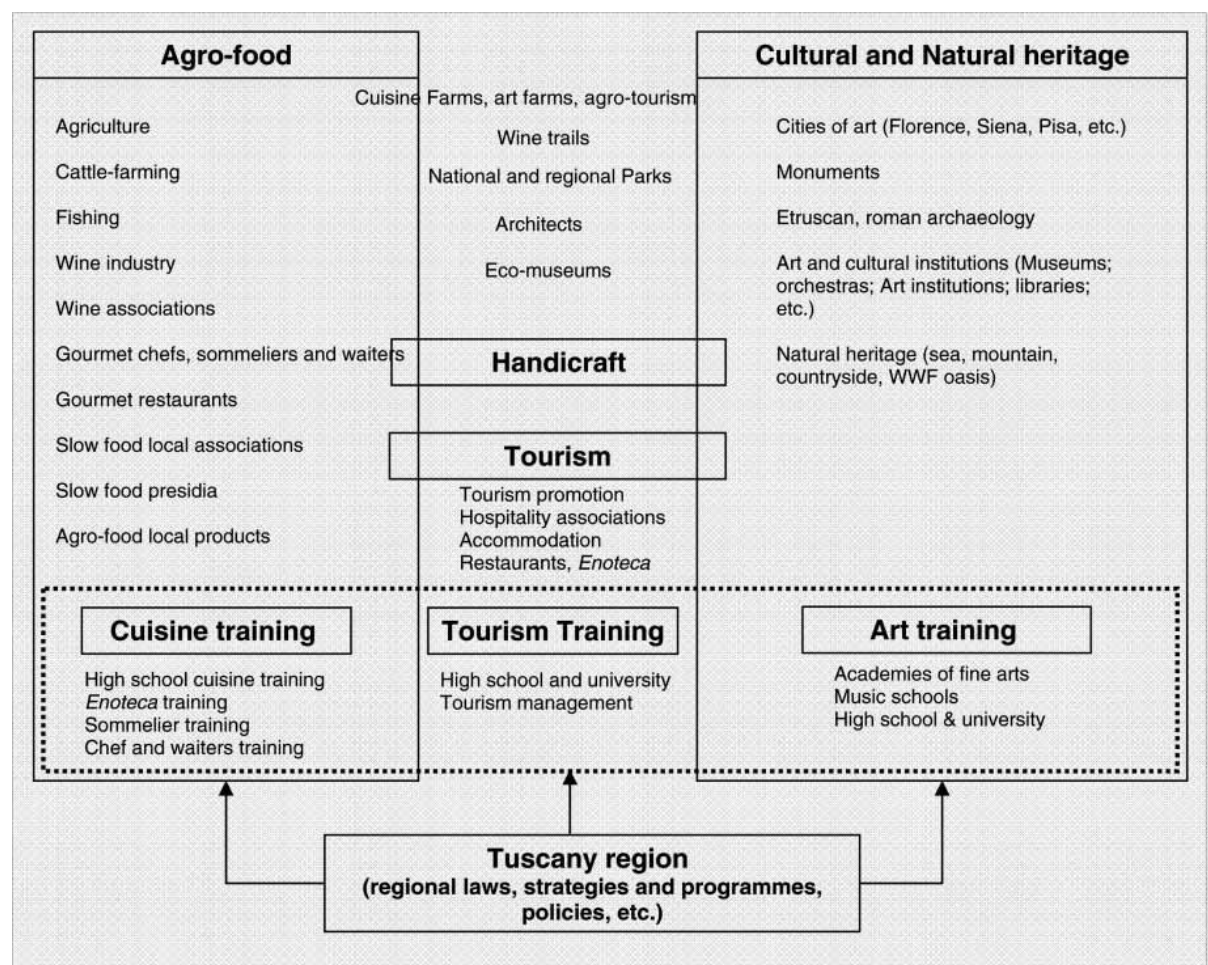 Agro-food
Agriculture
Cattle-farming
Fishing
Wine industry
Wine associations
Gourmet chefs, sommeliers and waiters
Gourmet restaurants
Slow food local associations
Slow food presidia
Agro-food local products
Cuisine Farms, art farms, agro-tourism
Wine trails
National and regional Parks
Architects
Eco-museums
Handicraft
Tourism
Tourism promotion
Hospitality associations
Accommodation
Restaurants, Enoteca
Cultural and Natural heritage
Cities of art (Florence, Siena, Pisa, etc.)
Monuments
Etruscan, roman archaeology
Art and cultural institutions (Museums;
orchestras; Art institutions; libraries;
etc.)
Natural heritage (sea, mountain,
countryside, WWF oasis)
Cuisine training
High school cuisine training
Enoteca training
Sommelier training
Chef and waiters training
Tourism Training
High school and university
Tourism management
Art training
Academies of fine arts
Music schools
High school & university
Tuscany region
(regional laws, strategies and programmes,
policies, etc.)